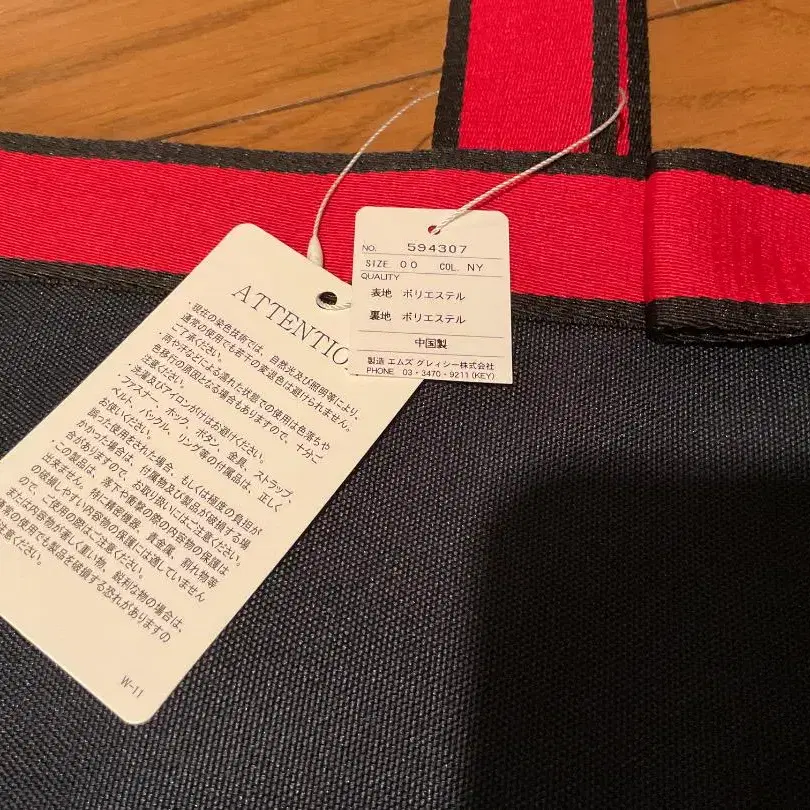 NO. 594307
SIZE 00 COL. NY
QUALITY
表地 ポリエステル
裏地 ポリエステル
中国製
製造 エムズ グレィシー株式会社
PHONE 03・3470・9211(KEY)
ATTENTIO
・現在の染色技術では、自然光及び照明等により、
通常の使用でも若干の変退色は避けられません。
ご了承ください。
・雨や汗などによる濡れた状態での使用は色落ちや
色移行の原因となる場合もありますので、十分ご
注意ください。
・洗濯及びアイロンがけはお避けください。
・ファスナー、ホック、ボタン、金具、ストラップ、
ベルト、バックル、リング等の付属品は、正しく
お使いください。
誤った使用をされた場合、もしくは極度の負担が
かかった場合は、付属物及び製品が破損する場
合がありますので、お取り扱いにはご注意ください。
・この製品は、落下や衝撃の際の内容物の保護は
出来ません。特に精密機器、貴金属、割れ物等
の破損しやすい内容物の保護には適していません
ので、ご使用の際はご注意ください。
または内容物が著しく重い物、鋭利な物の場合は、
通常の使用でも製品を破損する恐れがありますの
注意ください。
W-11